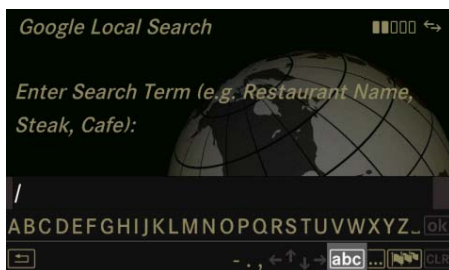 Google Local Search
Enter Search Term (e.g. Restaurant Name,
Steak, Cafe):
/
ABCDEFGHIJKLMNOPQRSTUVWXYZ_ ok
- . , ←↑↓→ abc ... CLR